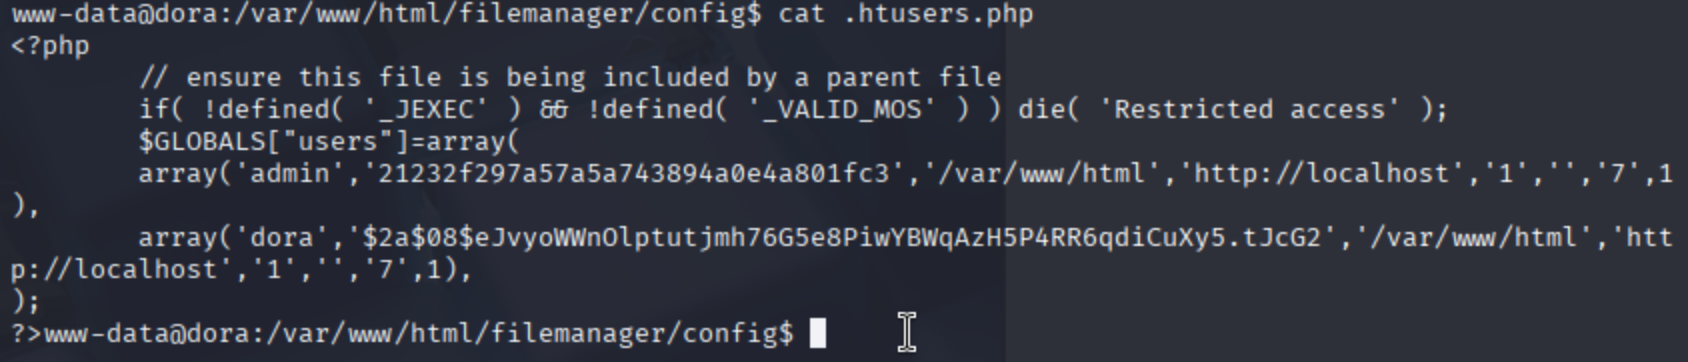 www-data@dora:/var/www/html/filemanager/config$ cat .htusers.php
<?php
        // ensure this file is being included by a parent file
        if( !defined( '_JEXEC' ) && !defined( '_VALID_MOS' ) ) die( 'Restricted access' );
        $GLOBALS["users"]=array(
        array('admin','21232f297a57a5a743894a0e4a801fc3','/var/www/html','http://localhost','1','','7',1
),
        array('dora','$2a$08$eJvyoWWnOlptutjmh76G5e8PiwYBWqAzH5P4RR6qdiCuXy5.tJcG2','/var/www/html','htt
p://localhost','1','','7',1),
);
?>www-data@dora:/var/www/html/filemanager/config$